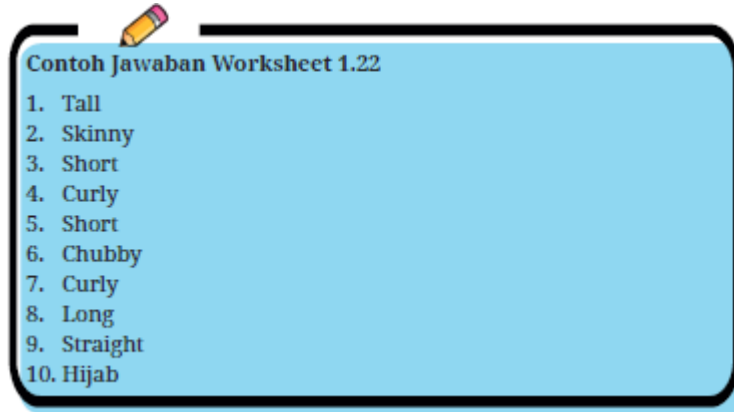 Contoh Jawaban Worksheet 1.22
1. Tall
2. Skinny
3. Short
4. Curly
5. Short
6. Chubby
7. Curly
8. Long
9. Straight
10. Hijab